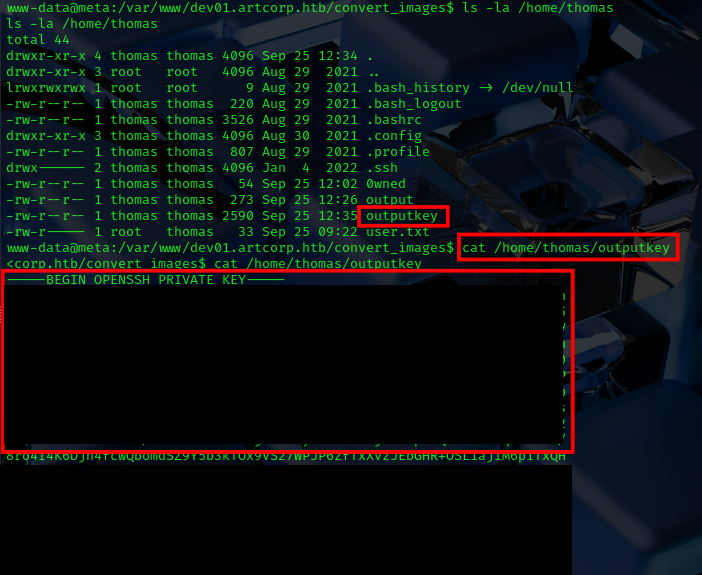 www-data@meta:/var/www/dev01.artcorp.htb/convert_images$ ls -la /home/thomas
ls -la /home/thomas
total 44
drwxr-xr-x 4 thomas thomas 4096 Sep 25 12:34 .
drwxr-xr-x 3 root   root   4096 Aug 29  2021 ..
lrwxrwxrwx 1 root   root      9 Aug 29  2021 .bash_history -> /dev/null
-rw-r--r-- 1 thomas thomas  220 Aug 29  2021 .bash_logout
-rw-r--r-- 1 thomas thomas 3526 Aug 29  2021 .bashrc
drwxr-xr-x 3 thomas thomas 4096 Aug 30  2021 .config
-rw-r--r-- 1 thomas thomas  807 Aug 29  2021 .profile
drwx------ 2 thomas thomas 4096 Jan  4  2022 .ssh
-rw-r--r-- 1 thomas thomas   54 Sep 25 12:02 0wned
-rw-r--r-- 1 thomas thomas  273 Sep 25 12:26 output
-rw-r--r-- 1 thomas thomas 2590 Sep 25 12:35 outputkey
-rw-r----- 1 root   thomas   33 Sep 25 09:22 user.txt
www-data@meta:/var/www/dev01.artcorp.htb/convert_images$ cat /home/thomas/outputkey
<corp.htb/convert_images$ cat /home/thomas/outputkey
-----BEGIN OPENSSH PRIVATE KEY-----